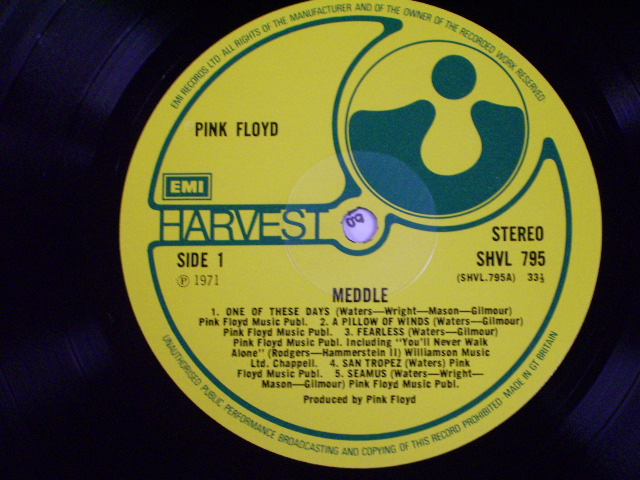 EMI RECORDS LTD ALL RIGHTS OF THE MANUFACTURER AND OF THE OWNER OF THE RECORDED WORK RESERVED
PINK FLOYD
EMI
HARVEST
SIDE 1
℗ 1971
STEREO
SHVL 795
(SHVL.795A) 33⅓
MEDDLE
1. ONE OF THESE DAYS (Waters—Wright—Mason—Gilmour)
Pink Floyd Music Publ. 2. A PILLOW OF WINDS (Waters—Gilmour)
Pink Floyd Music Publ. 3. FEARLESS (Waters—Gilmour)
Pink Floyd Music Publ. Including "You'll Never Walk
Alone" (Rodgers—Hammerstein II) Williamson Music
Ltd. Chappell. 4. SAN TROPEZ (Waters) Pink
Floyd Music Publ. 5. SEAMUS (Waters—Wright—
Mason—Gilmour) Pink Floyd Music Publ.
Produced by Pink Floyd
UNAUTHORISED PUBLIC PERFORMANCE BROADCASTING AND COPYING OF THIS RECORD PROHIBITED · MADE IN GT BRITAIN